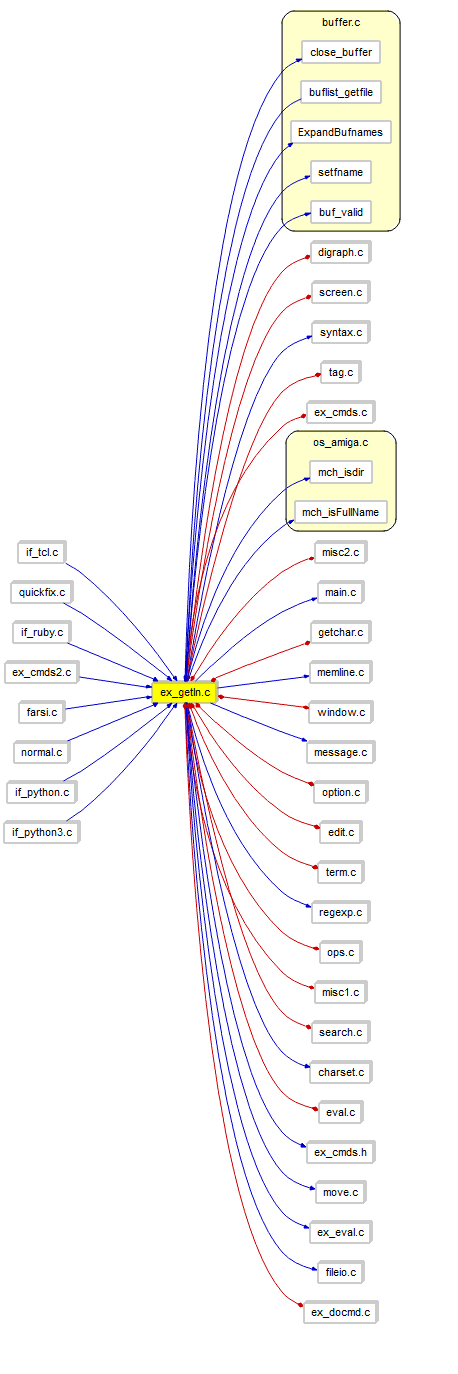 buffer.c
close_buffer
buflist_getfile
ExpandBufnames
setfname
buf_valid
digraph.c
screen.c
syntax.c
tag.c
ex_cmds.c
os_amiga.c
mch_isdir
mch_isFullName
if_tcl.c
misc2.c
quickfix.c
main.c
if_ruby.c
getchar.c
ex_cmds2.c
memline.c
ex_getln.c
farsi.c
window.c
normal.c
message.c
if_python.c
option.c
if_python3.c
edit.c
term.c
regexp.c
ops.c
misc1.c
search.c
charset.c
eval.c
ex_cmds.h
move.c
ex_eval.c
fileio.c
ex_docmd.c